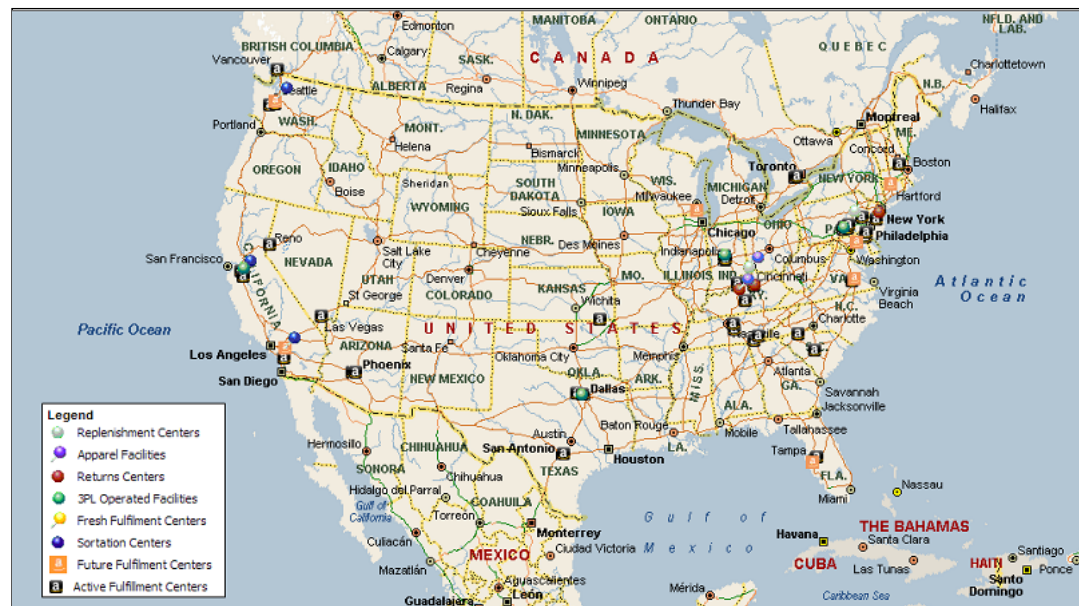 MANITOBA
ONTARIO
NFLD. AND
LAB.
Edmonton
BRITISH COLUMBIA
Calgary
SASK.
C A N A D A
QUEBEC
Vancouver
Charlottetown
ALBERTA
Regina
Winnipeg
N.B.
Seattle
Thunder Bay
Halifax
WASH.
N. DAK.
Montreal
Portland
MONT.
MINNESOTA
Ottawa
ME.
Helena
Bismarck
Concord
OREGON
IDAHO
Minneapolis
Toronto
Boston
Boise
Sheridan
SOUTH
DAKOTA
WIS.
Milwaukee
MICHIGAN
Detroit
NEW YORK
Hartford
WYOMING
Sioux Falls
IOWA
Chicago
New York
Reno
NEBR.
Des Moines
OHIO
Philadelphia
San Francisco
NEVADA
Salt Lake
City
Cheyenne
Indianapolis
Columbus
Washington
CALIFORNIA
UTAH
Denver
MO.
ILLINOIS
IND.
Cincinnati
VA.
Atlantic
Ocean
St George
COLORADO
KANSAS
KY.
Virginia
Beach
Wichita
N.C.
Pacific Ocean
Las Vegas
U N I T E D S T A T E S
Charlotte
Los Angeles
ARIZONA
Santa Fe
Oklahoma City
Memphis
San Diego
Phoenix
NEW MEXICO
OKLA.
ARK.
MISS.
Atlanta
GA.
Dallas
Savannah
ALA.
Jacksonville
Austin
Baton Rouge
Mobile
Tallahassee
Hermosillo
CHIHUAHUA
San Antonio
LA.
Tampa
SONORA
Chihuahua
TEXAS
Houston
FLA.
Hidalgo del Parral
COAHUILA
Miami
Nassau
Gulf of
California
Torreón
Gulf of
Mexico
THE BAHAMAS
Culiacán
Monterrey
Havana
Santa Clara
MEXICO
Ciudad Victoria
CUBA
Las Tunas
HAITI
Santiago
Mazatlán
Ponce
Aguascalientes
Santo
Domingo
Guadalajara
León
Mérida
Caribbean Sea
Legend
Replenishment Centers
Apparel Facilities
Returns Centers
3PL Operated Facilities
Fresh Fulfilment Centers
Sortation Centers
Future Fulfilment Centers
Active Fulfilment Centers